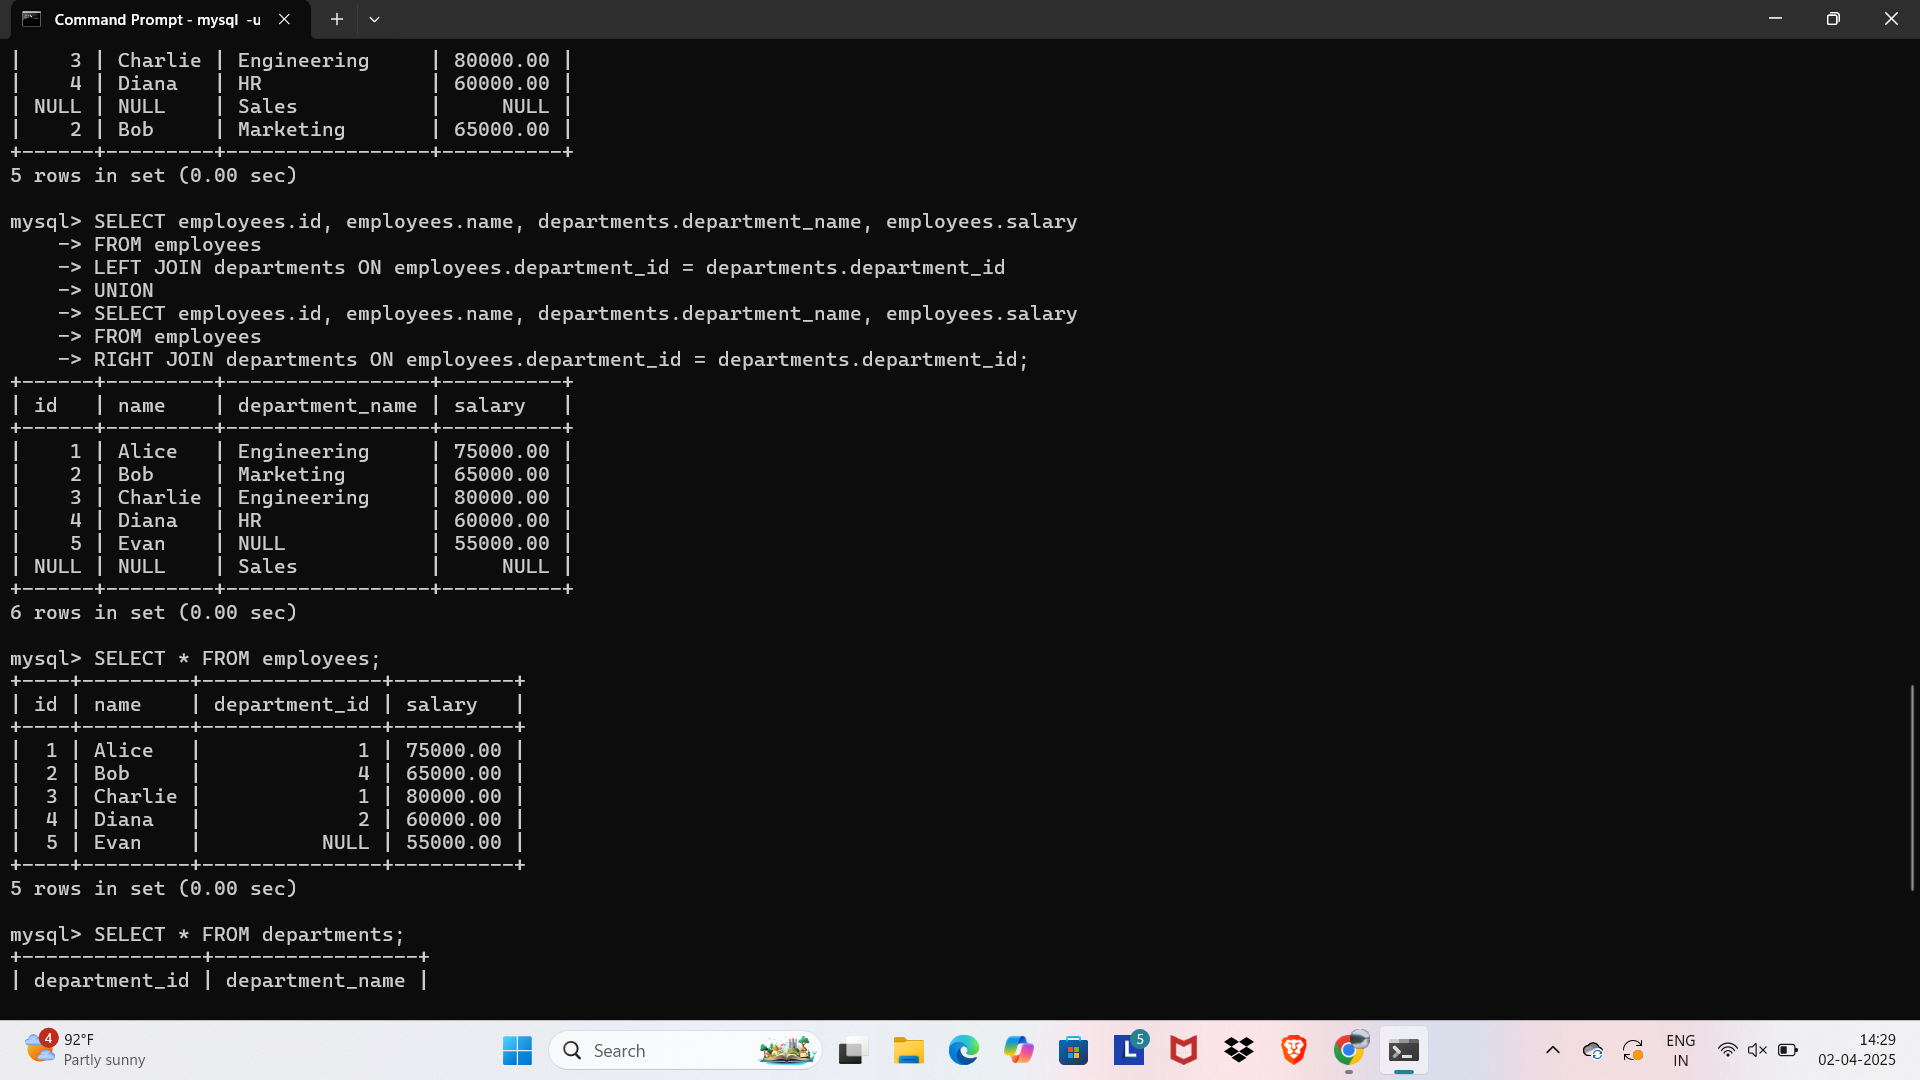 Command Prompt - mysql -u
|    3 | Charlie | Engineering     | 80000.00 |
|    4 | Diana   | HR              | 60000.00 |
| NULL | NULL    | Sales           |     NULL |
|    2 | Bob     | Marketing       | 65000.00 |
+------+---------+-----------------+----------+
5 rows in set (0.00 sec)
mysql> SELECT employees.id, employees.name, departments.department_name, employees.salary
    -> FROM employees
    -> LEFT JOIN departments ON employees.department_id = departments.department_id
    -> UNION
    -> SELECT employees.id, employees.name, departments.department_name, employees.salary
    -> FROM employees
    -> RIGHT JOIN departments ON employees.department_id = departments.department_id;
+------+---------+-----------------+----------+
| id   | name    | department_name | salary   |
+------+---------+-----------------+----------+
|    1 | Alice   | Engineering     | 75000.00 |
|    2 | Bob     | Marketing       | 65000.00 |
|    3 | Charlie | Engineering     | 80000.00 |
|    4 | Diana   | HR              | 60000.00 |
|    5 | Evan    | NULL            | 55000.00 |
| NULL | NULL    | Sales           |     NULL |
+------+---------+-----------------+----------+
6 rows in set (0.00 sec)
mysql> SELECT * FROM employees;
+----+---------+---------------+----------+
| id | name    | department_id | salary   |
+----+---------+---------------+----------+
|  1 | Alice   |             1 | 75000.00 |
|  2 | Bob     |             4 | 65000.00 |
|  3 | Charlie |             1 | 80000.00 |
|  4 | Diana   |             2 | 60000.00 |
|  5 | Evan    |          NULL | 55000.00 |
+----+---------+---------------+----------+
5 rows in set (0.00 sec)
mysql> SELECT * FROM departments;
+---------------+-----------------+
| department_id | department_name |
4
92°F
Partly sunny
Search
L
5
ENG
IN
14:29
02-04-2025